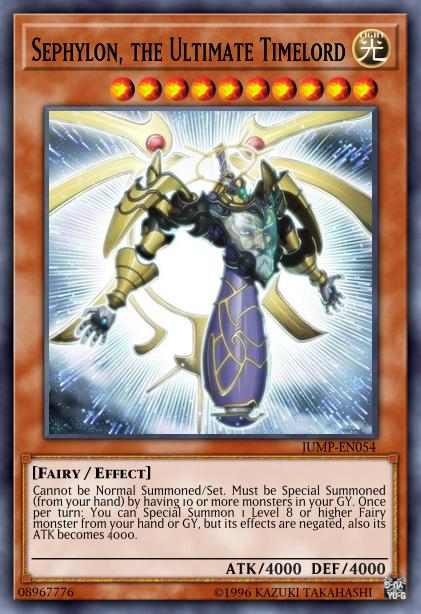 Sephylon, the Ultimate Timelord
LIGHT
光
JUMP-EN054
[Fairy / Effect]
Cannot be Normal Summoned/Set. Must be Special Summoned
(from your hand) by having 10 or more monsters in your GY. Once
per turn: You can Special Summon 1 Level 8 or higher Fairy
monster from your hand or GY, but its effects are negated, also its
ATK becomes 4000.
ATK/4000 DEF/4000
08967776
©1996 KAZUKI TAKAHASHI